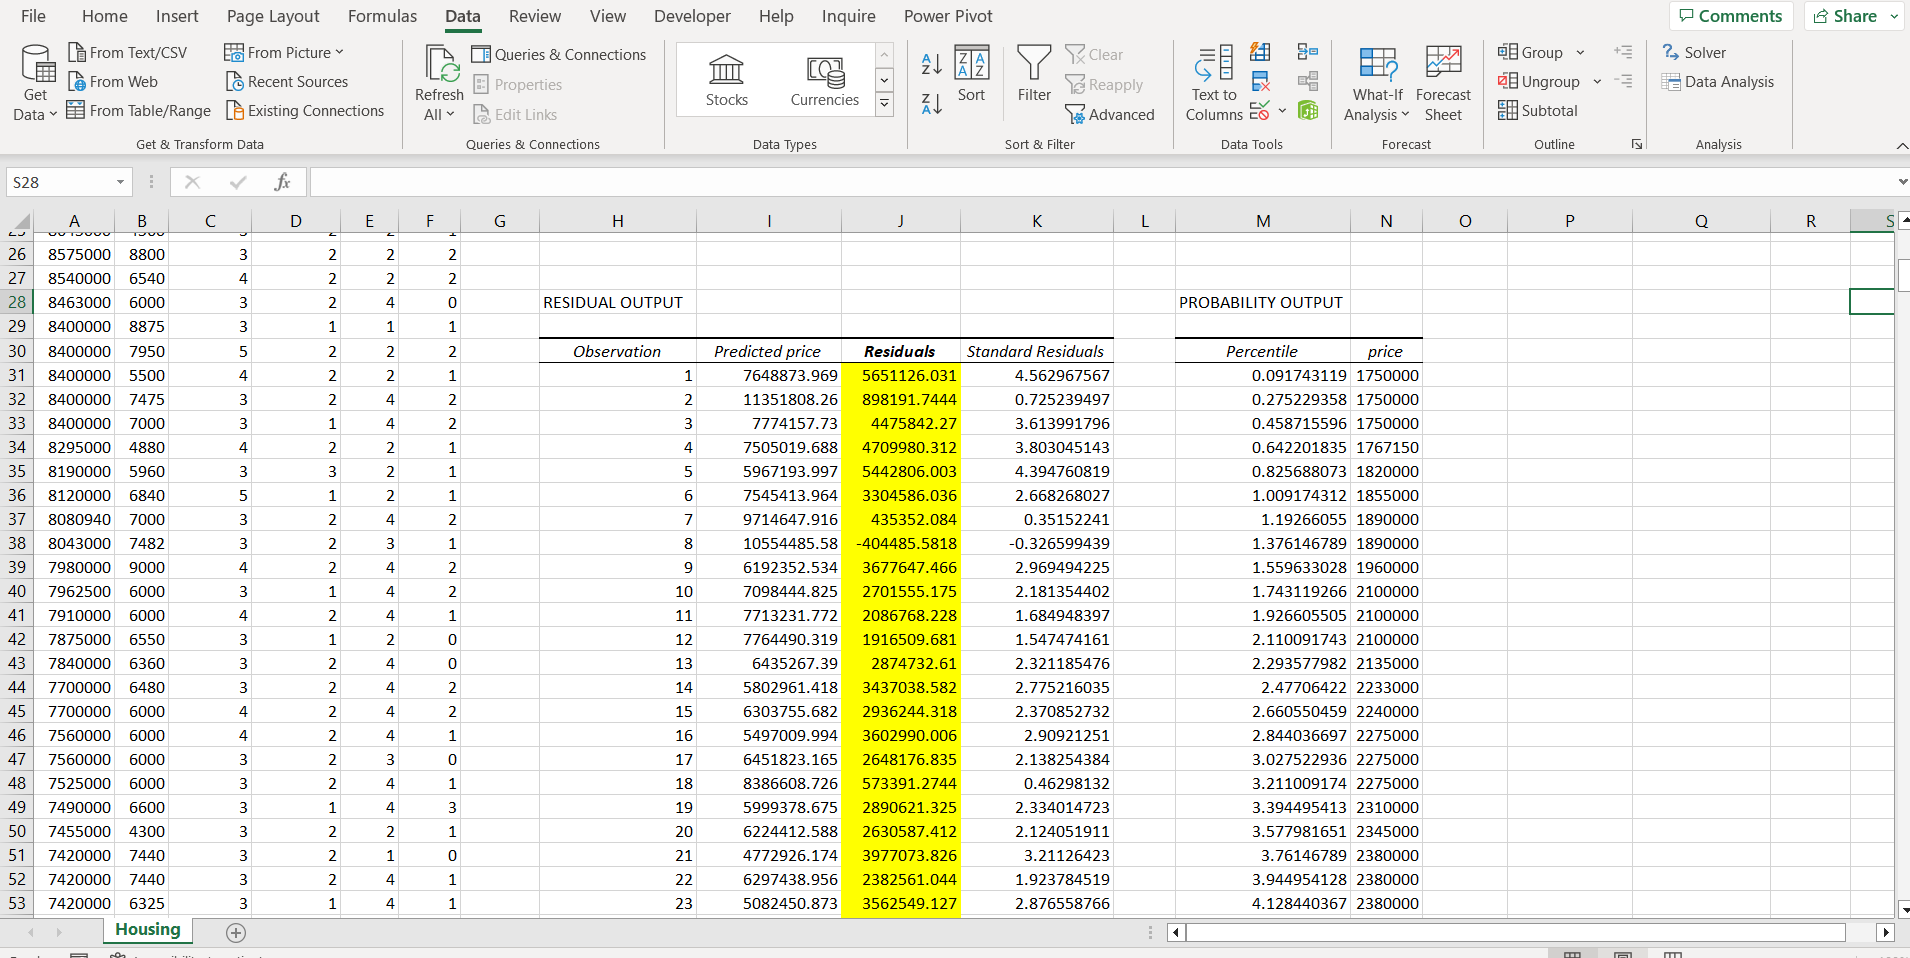 File Home Insert Page Layout Formulas Data Review View Developer Help Inquire Power Pivot Comments Share
From Text/CSV From Picture Queries & Connections Clear Group Solver
From Web Recent Sources Properties Reapply Ungroup Data Analysis
From Table/Range Existing Connections Edit Links Advanced Subtotal
Get Data Refresh All Stocks Currencies Sort Filter Text to Columns What-If Analysis Forecast Sheet
Get & Transform Data Queries & Connections Data Types Sort & Filter Data Tools Forecast Outline Analysis
S28 fx
A B C D E F G H I J K L M N O P Q R S
26 8575000 8800 3 2 2 2
27 8540000 6540 4 2 2 2
28 8463000 6000 3 2 4 0 RESIDUAL OUTPUT PROBABILITY OUTPUT
29 8400000 8875 3 1 1 1
30 8400000 7950 5 2 2 2 Observation Predicted price Residuals Standard Residuals Percentile price
31 8400000 5500 4 2 2 1 1 7648873.969 5651126.031 4.562967567 0.091743119 1750000
32 8400000 7475 3 2 4 2 2 11351808.26 898191.7444 0.725239497 0.275229358 1750000
33 8400000 7000 3 1 4 2 3 7774157.73 4475842.27 3.613991796 0.458715596 1750000
34 8295000 4880 4 2 2 1 4 7505019.688 4709980.312 3.803045143 0.642201835 1767150
35 8190000 5960 3 3 2 1 5 5967193.997 5442806.003 4.394760819 0.825688073 1820000
36 8120000 6840 5 1 2 1 6 7545413.964 3304586.036 2.668268027 1.009174312 1855000
37 8080940 7000 3 2 4 2 7 9714647.916 435352.084 0.35152241 1.19266055 1890000
38 8043000 7482 3 2 3 1 8 10554485.58 -404485.5818 -0.326599439 1.376146789 1890000
39 7980000 9000 4 2 4 2 9 6192352.534 3677647.466 2.969494225 1.559633028 1960000
40 7962500 6000 3 1 4 2 10 7098444.825 2701555.175 2.181354402 1.743119266 2100000
41 7910000 6000 4 2 4 1 11 7713231.772 2086768.228 1.684948397 1.926605505 2100000
42 7875000 6550 3 1 2 0 12 7764490.319 1916509.681 1.547474161 2.110091743 2100000
43 7840000 6360 3 2 4 0 13 6435267.39 2874732.61 2.321185476 2.293577982 2135000
44 7700000 6480 3 2 4 2 14 5802961.418 3437038.582 2.775216035 2.47706422 2233000
45 7700000 6000 4 2 4 2 15 6303755.682 2936244.318 2.370852732 2.660550459 2240000
46 7560000 6000 4 2 4 1 16 5497009.994 3602990.006 2.90921251 2.844036697 2275000
47 7560000 6000 3 2 3 0 17 6451823.165 2648176.835 2.138254384 3.027522936 2275000
48 7525000 6000 3 2 4 1 18 8386608.726 573391.2744 0.46298132 3.211009174 2275000
49 7490000 6600 3 1 4 3 19 5999378.675 2890621.325 2.334014723 3.394495413 2310000
50 7455000 4300 3 2 2 1 20 6224412.588 2630587.412 2.124051911 3.577981651 2345000
51 7420000 7440 3 2 1 0 21 4772926.174 3977073.826 3.21126423 3.76146789 2380000
52 7420000 7440 3 2 4 1 22 6297438.956 2382561.044 1.923784519 3.944954128 2380000
53 7420000 6325 3 1 4 1 23 5082450.873 3562549.127 2.876558766 4.128440367 2380000
Housing